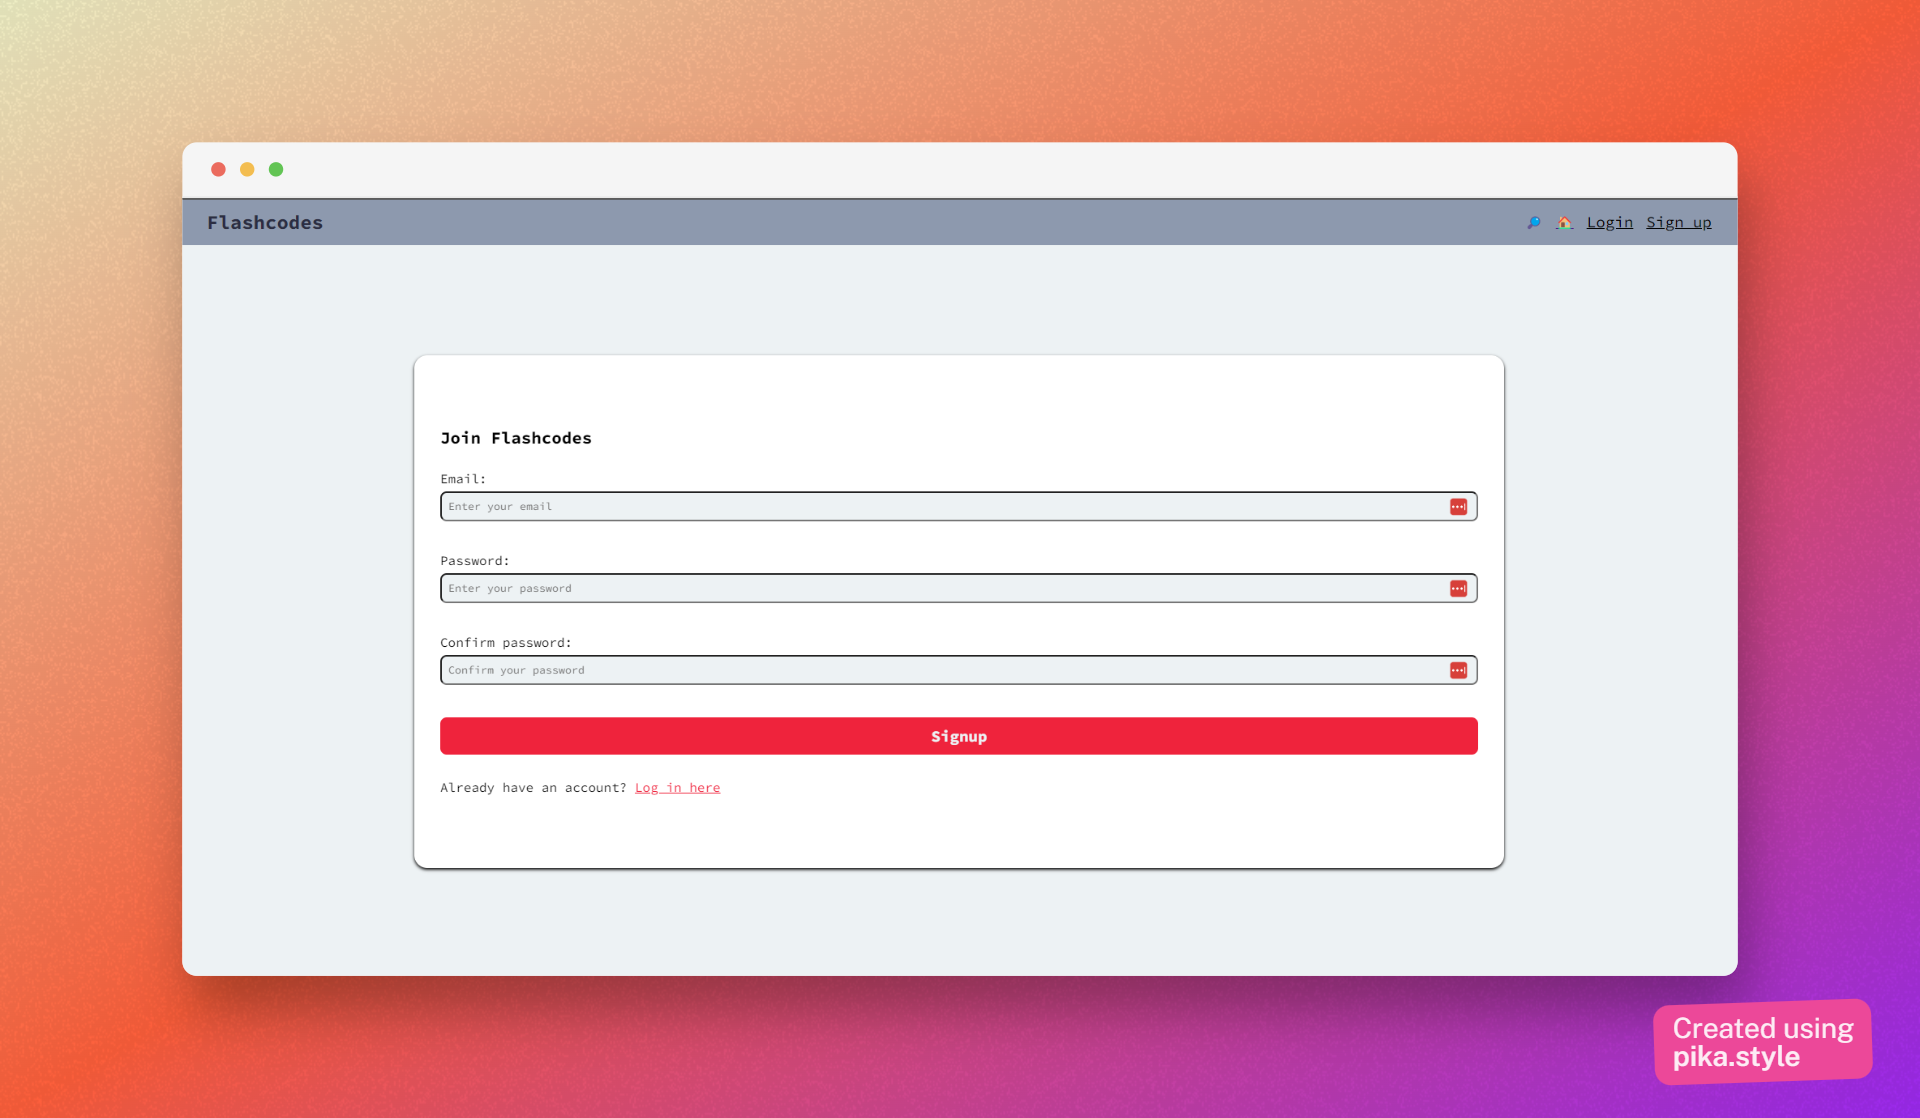 Flashcodes
Login Sign up
Join Flashcodes
Email:
Enter your email
Password:
Enter your password
Confirm password:
Confirm your password
Signup
Already have an account? Log in here
Created using
pika.style